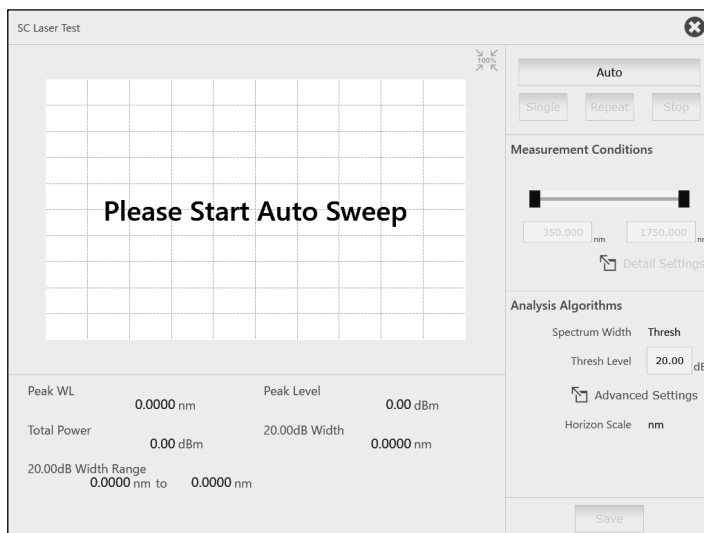 SC Laser Test
100%
Please Start Auto Sweep
Auto
Single Repeat Stop
Measurement Conditions
350.000 nm 1750.000
Detail Settings
Analysis Algorithms
Spectrum Width Thresh
Thresh Level 20.00
Advanced Settings
Horizon Scale nm
Save
Peak WL
0.0000 nm
Peak Level
0.00 dBm
Total Power
0.00 dBm
20.00dB Width
0.0000 nm
20.00dB Width Range
0.0000 nm to 0.0000 nm